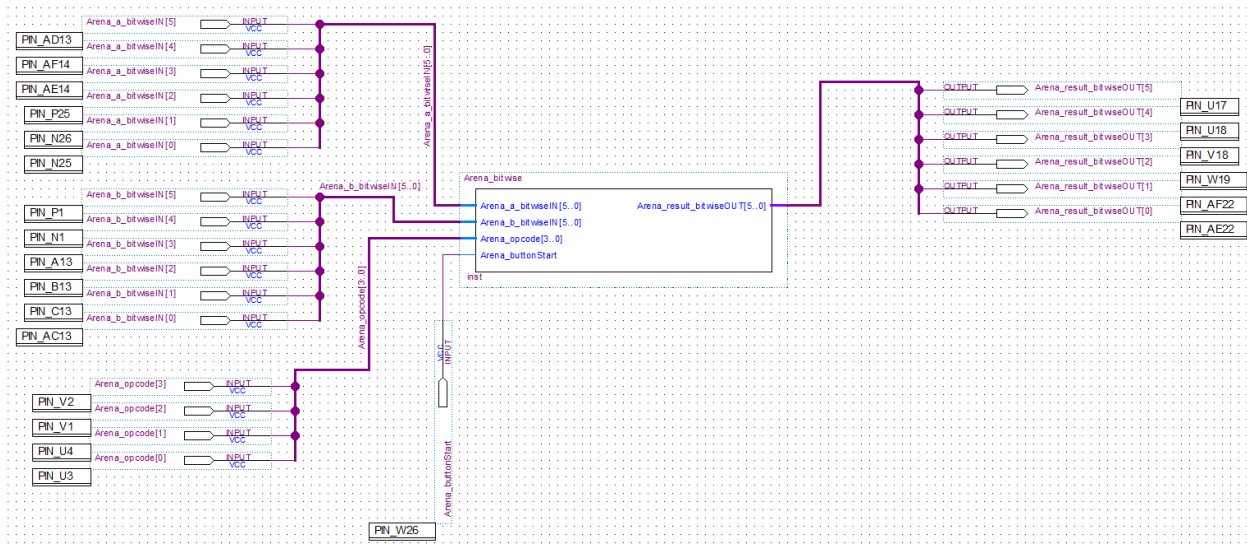 Arena_a_bitwiseIN[5] INPUT VCC
PIN_AD13
Arena_a_bitwiseIN[4] INPUT VCC
PIN_AF14
Arena_a_bitwiseIN[3] INPUT VCC
PIN_AE14
Arena_a_bitwiseIN[2] INPUT VCC
PIN_P25
Arena_a_bitwiseIN[1] INPUT VCC
PIN_N26
Arena_a_bitwiseIN[0] INPUT VCC
PIN_N25
Arena_a_bitwiseIN[5..0]
Arena_b_bitwiseIN[5] INPUT VCC
PIN_P1
Arena_b_bitwiseIN[4] INPUT VCC
PIN_N1
Arena_b_bitwiseIN[3] INPUT VCC
PIN_A13
Arena_b_bitwiseIN[2] INPUT VCC
PIN_B13
Arena_b_bitwiseIN[1] INPUT VCC
PIN_C13
Arena_b_bitwiseIN[0] INPUT VCC
PIN_AC13
Arena_b_bitwiseIN[5..0]
Arena_opcode[3] INPUT VCC
PIN_V2
Arena_opcode[2] INPUT VCC
PIN_V1
Arena_opcode[1] INPUT VCC
PIN_U4
Arena_opcode[0] INPUT VCC
PIN_U3
Arena_opcode[3..0]
Arena_bitwise
Arena_a_bitwiseIN[5..0] Arena_result_bitwiseOUT[5..0]
Arena_b_bitwiseIN[5..0]
Arena_opcode[3..0]
Arena_buttonStart
inst
VCC
INPUT
Arena_buttonStart
PIN_W26
OUTPUT Arena_result_bitwiseOUT[5]
PIN_U17
OUTPUT Arena_result_bitwiseOUT[4]
PIN_U18
OUTPUT Arena_result_bitwiseOUT[3]
PIN_V18
OUTPUT Arena_result_bitwiseOUT[2]
PIN_W19
OUTPUT Arena_result_bitwiseOUT[1]
PIN_AF22
OUTPUT Arena_result_bitwiseOUT[0]
PIN_AE22